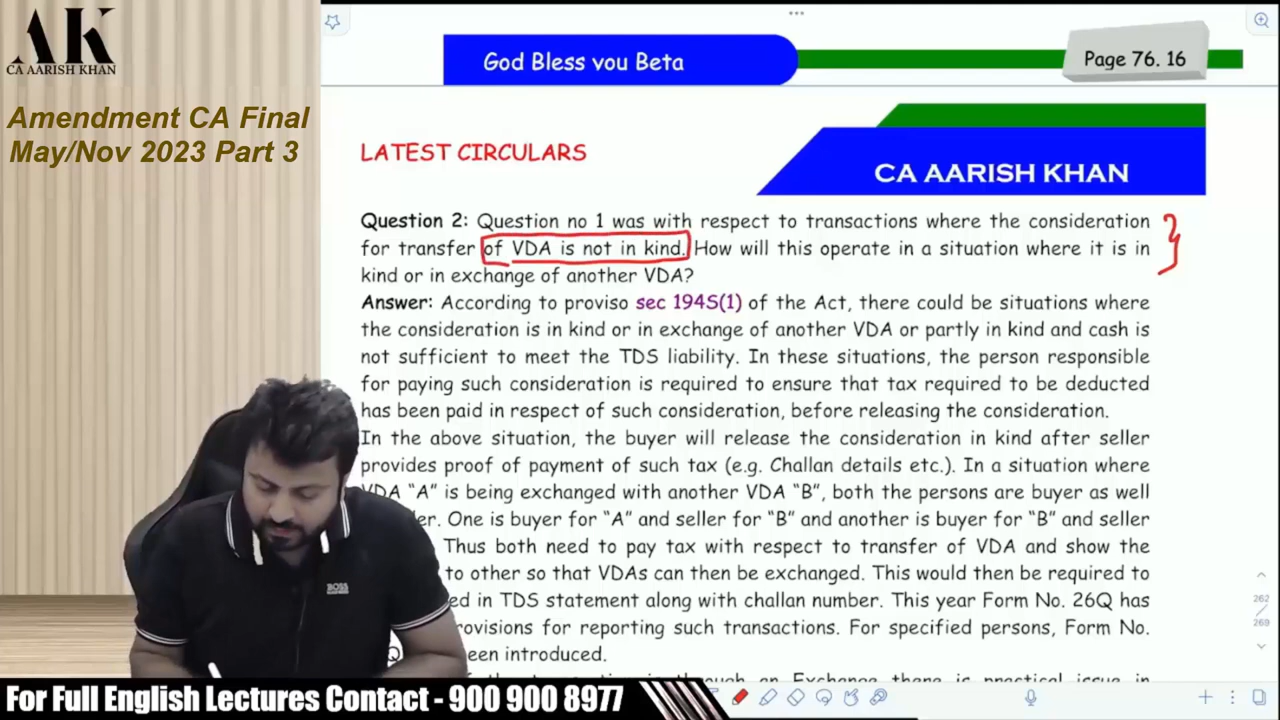 AK
CA AARISH KHAN
Amendment CA Final
May/Nov 2023 Part 3
God Bless you Beta
Page 76. 16
LATEST CIRCULARS
CA AARISH KHAN
Question 2: Question no 1 was with respect to transactions where the consideration
for transfer of VDA is not in kind. How will this operate in a situation where it is in
kind or in exchange of another VDA?
Answer: According to proviso sec 194S(1) of the Act, there could be situations where
the consideration is in kind or in exchange of another VDA or partly in kind and cash is
not sufficient to meet the TDS liability. In these situations, the person responsible
for paying such consideration is required to ensure that tax required to be deducted
has been paid in respect of such consideration, before releasing the consideration.
In the above situation, the buyer will release the consideration in kind after seller
provides proof of payment of such tax (e.g. Challan details etc.). In a situation where
VDA “A” is being exchanged with another VDA “B”, both the persons are buyer as well
One is buyer for “A” and seller for “B” and another is buyer for “B” and seller
Thus both need to pay tax with respect to transfer of VDA and show the
to other so that VDAs can then be exchanged. This would then be required to
in TDS statement along with challan number. This year Form No. 26Q has
for reporting such transactions. For specified persons, Form No.
been introduced.
262
269
BOSS
For Full English Lectures Contact - 900 900 8977